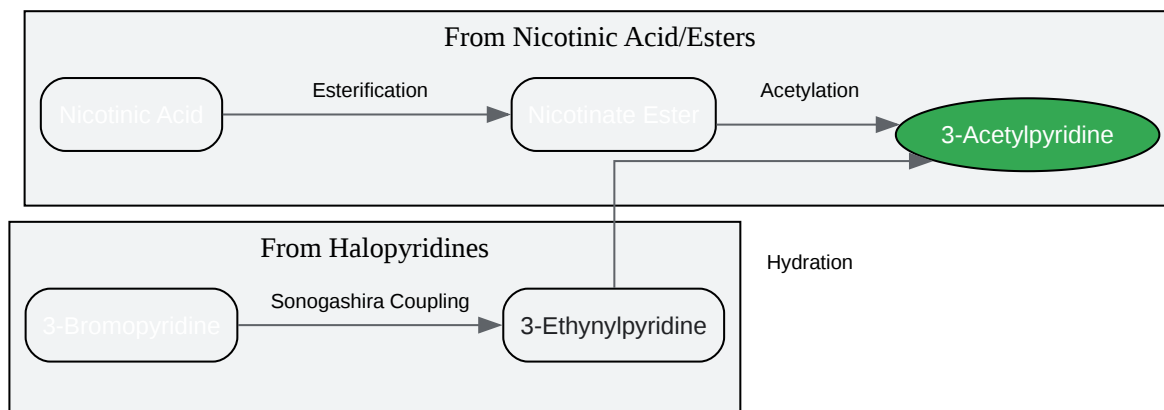 From Nicotinic Acid/Esters
Nicotinic Acid
Esterification
Nicotinate Ester
Acetylation
3-Acetylpyridine
From Halopyridines
3-Bromopyridine
Sonogashira Coupling
3-Ethynylpyridine
Hydration